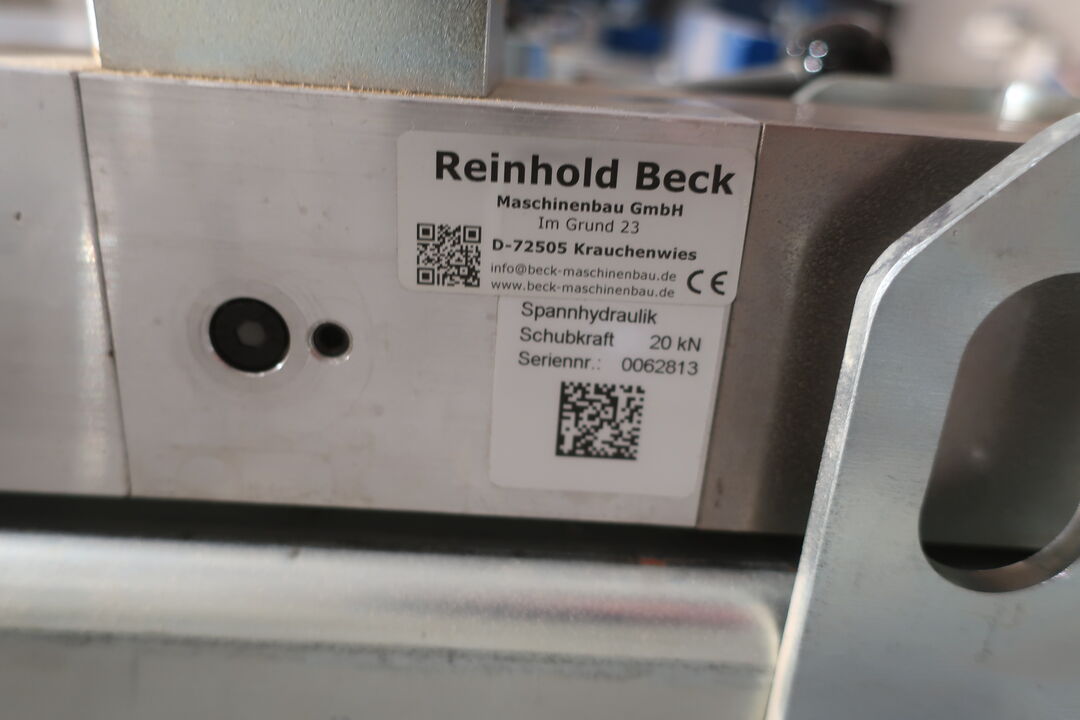 Reinhold Beck
Maschinenbau GmbH
Im Grund 23
D-72505 Krauchenwies
info@beck-maschinenbau.de
www.beck-maschinenbau.de
CE
Spannhydraulik
Schubkraft 20 kN
Seriennr.: 0062813